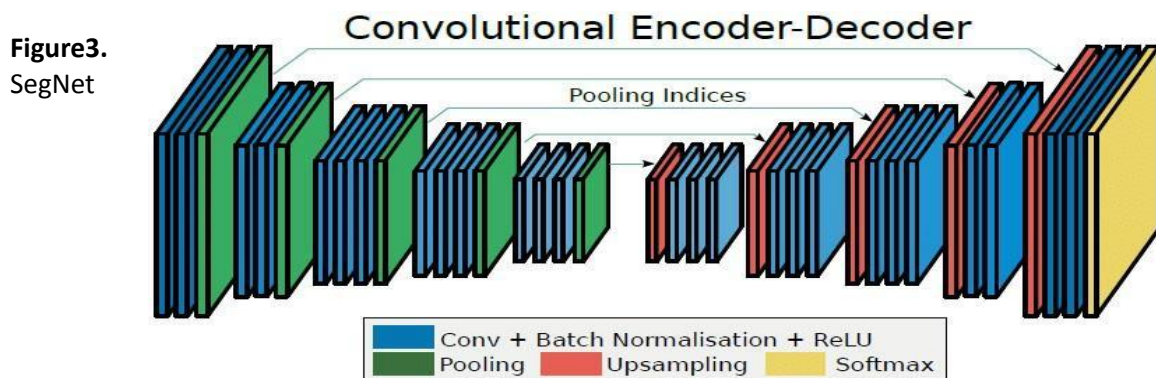 Convolutional Encoder-Decoder
Figure3.
SegNet
Pooling Indices
Conv + Batch Normalisation + ReLU
Pooling Upsampling Softmax